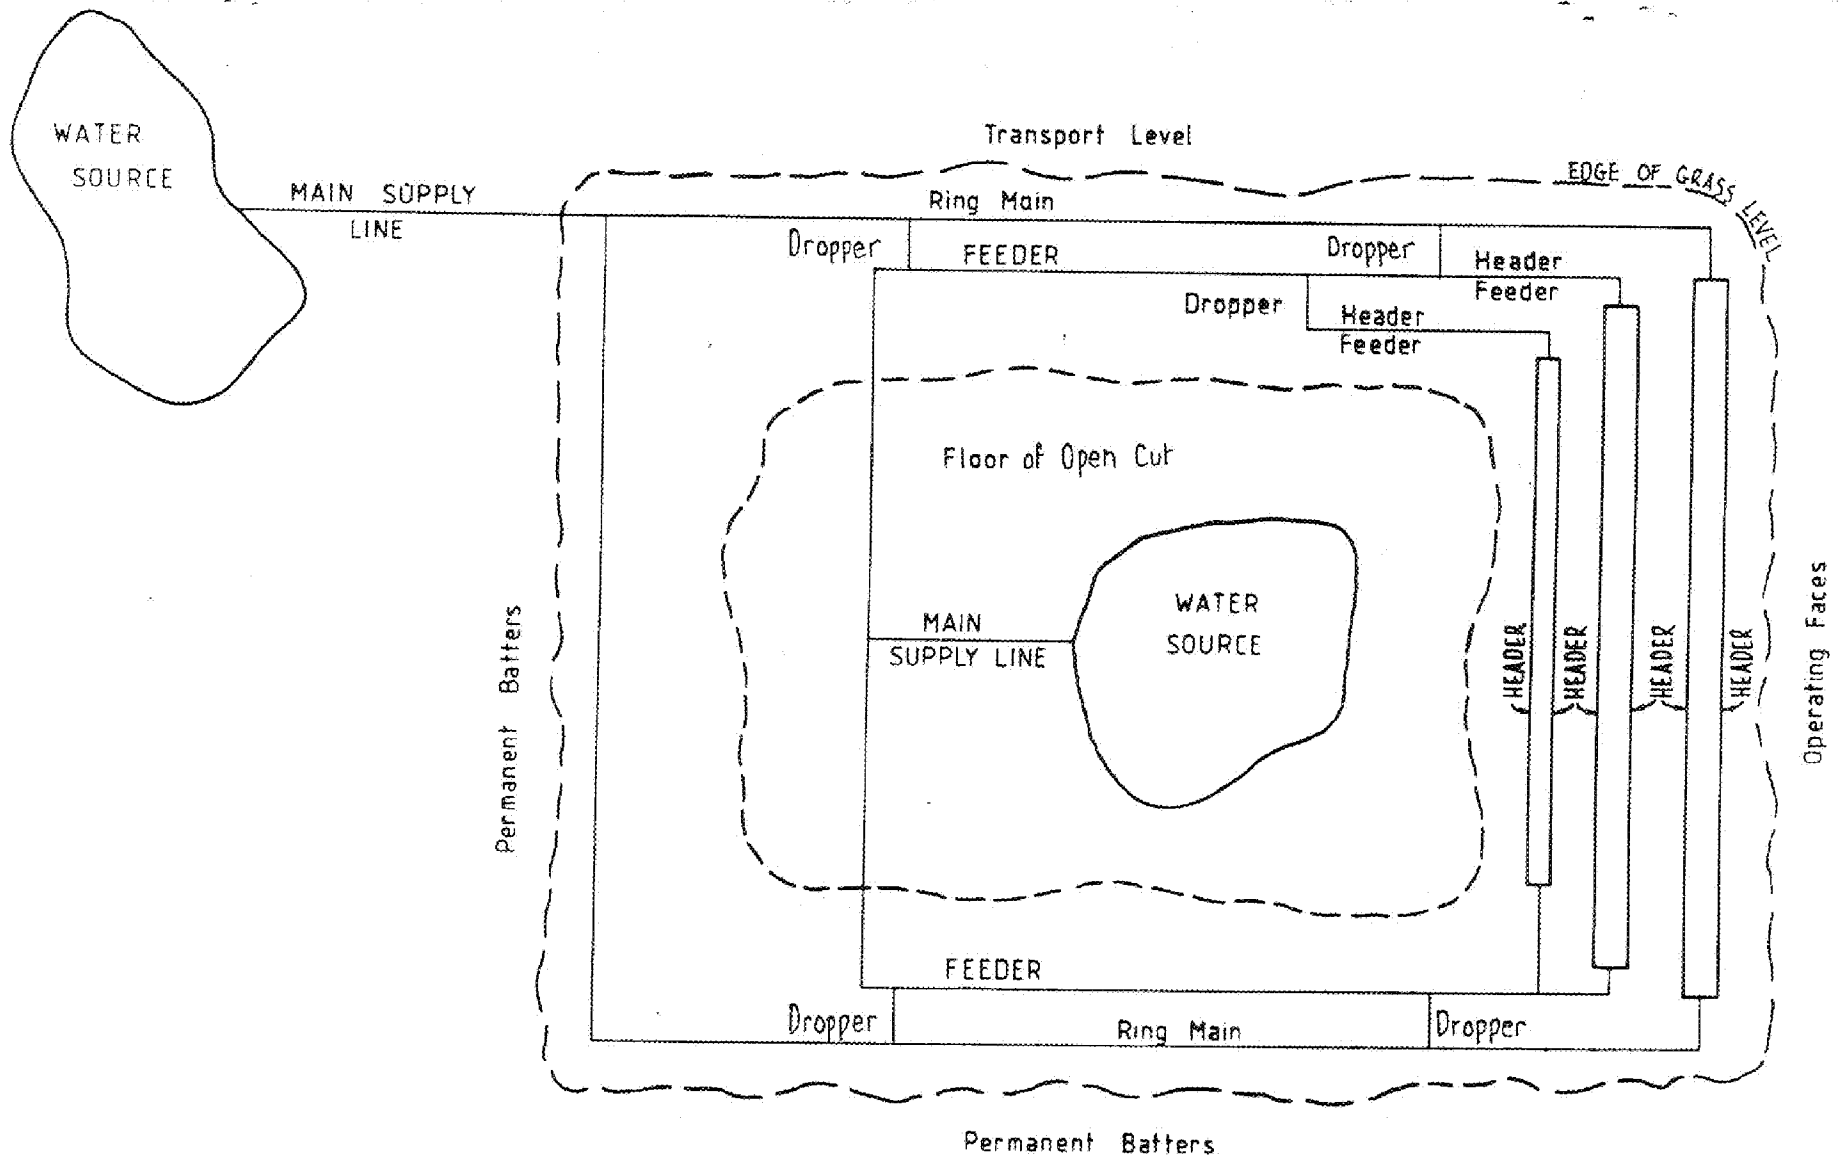 Transport Level
WATER
SOURCE
EDGE OF GRASS LEVEL
MAIN SUPPLY
LINE
Ring Main
Dropper
FEEDER
Dropper
Header
Feeder
Dropper
Header
Feeder
Floor of Open Cut
WATER
SOURCE
MAIN
SUPPLY LINE
Permanent Batters
HEADER
HEADER
HEADER
HEADER
Operating Faces
FEEDER
Dropper
Ring Main
Dropper
Permanent Batters